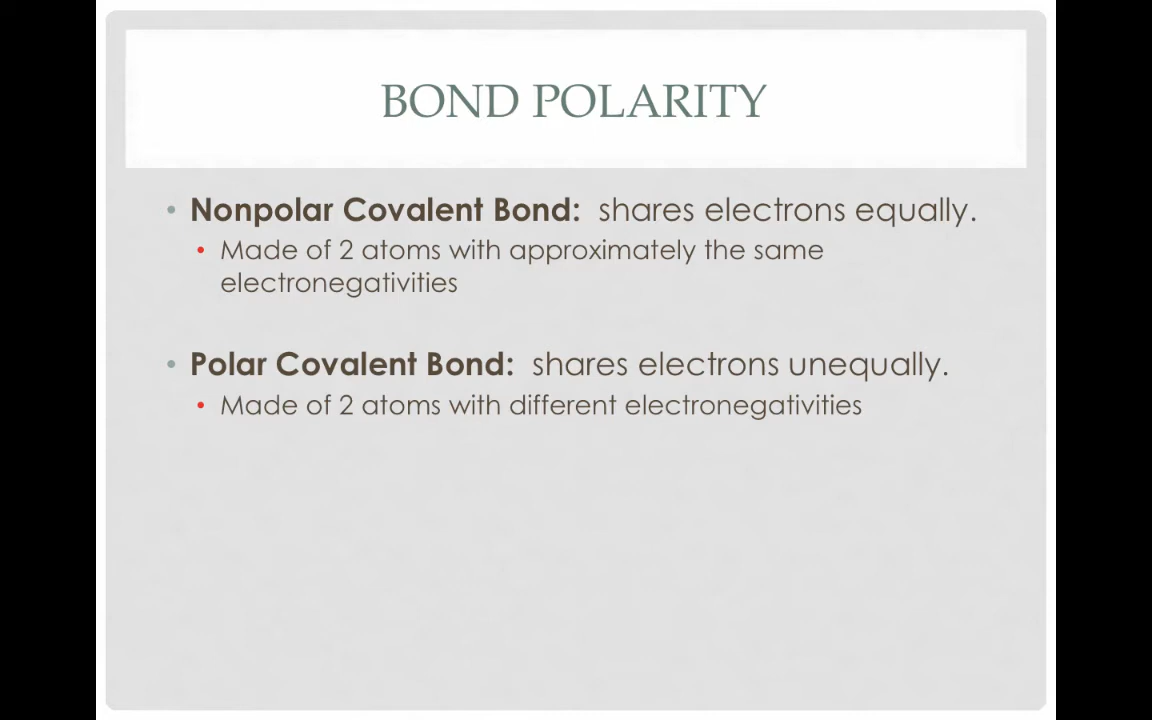 BOND POLARITY
• Nonpolar Covalent Bond: shares electrons equally.
• Made of 2 atoms with approximately the same
electronegativities
• Polar Covalent Bond: shares electrons unequally.
• Made of 2 atoms with different electronegativities